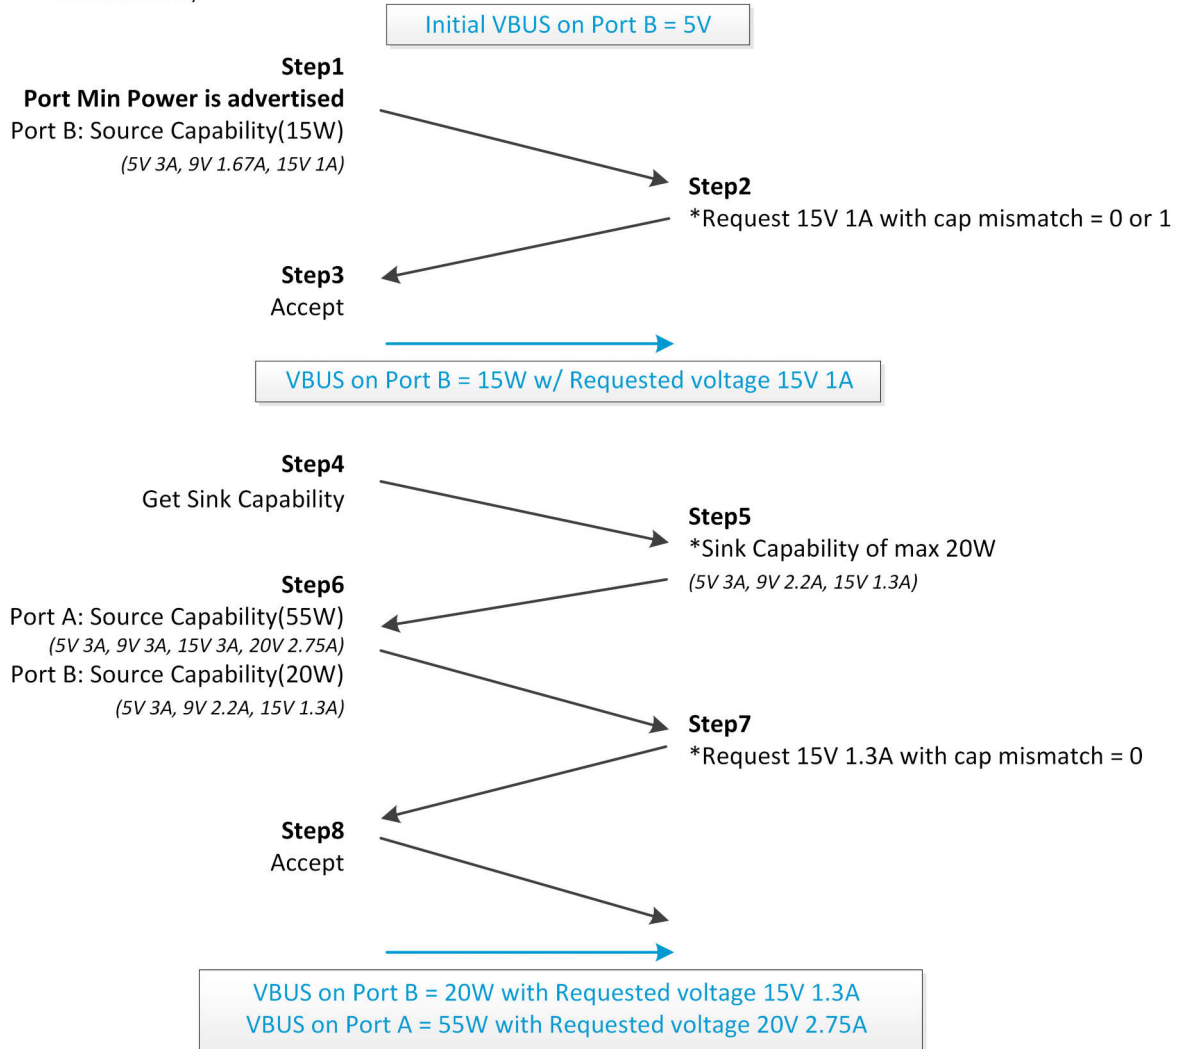 Initial VBUS on Port B = 5V
Step1
Port Min Power is advertised
Port B: Source Capability(15W)
(5V 3A, 9V 1.67A, 15V 1A)
Step2
*Request 15V 1A with cap mismatch = 0 or 1
Step3
Accept
VBUS on Port B = 15W w/ Requested voltage 15V 1A
Step4
Get Sink Capability
Step5
*Sink Capability of max 20W
(5V 3A, 9V 2.2A, 15V 1.3A)
Step6
Port A: Source Capability(55W)
(5V 3A, 9V 3A, 15V 3A, 20V 2.75A)
Port B: Source Capability(20W)
(5V 3A, 9V 2.2A, 15V 1.3A)
Step7
*Request 15V 1.3A with cap mismatch = 0
Step8
Accept
VBUS on Port B = 20W with Requested voltage 15V 1.3A
VBUS on Port A = 55W with Requested voltage 20V 2.75A